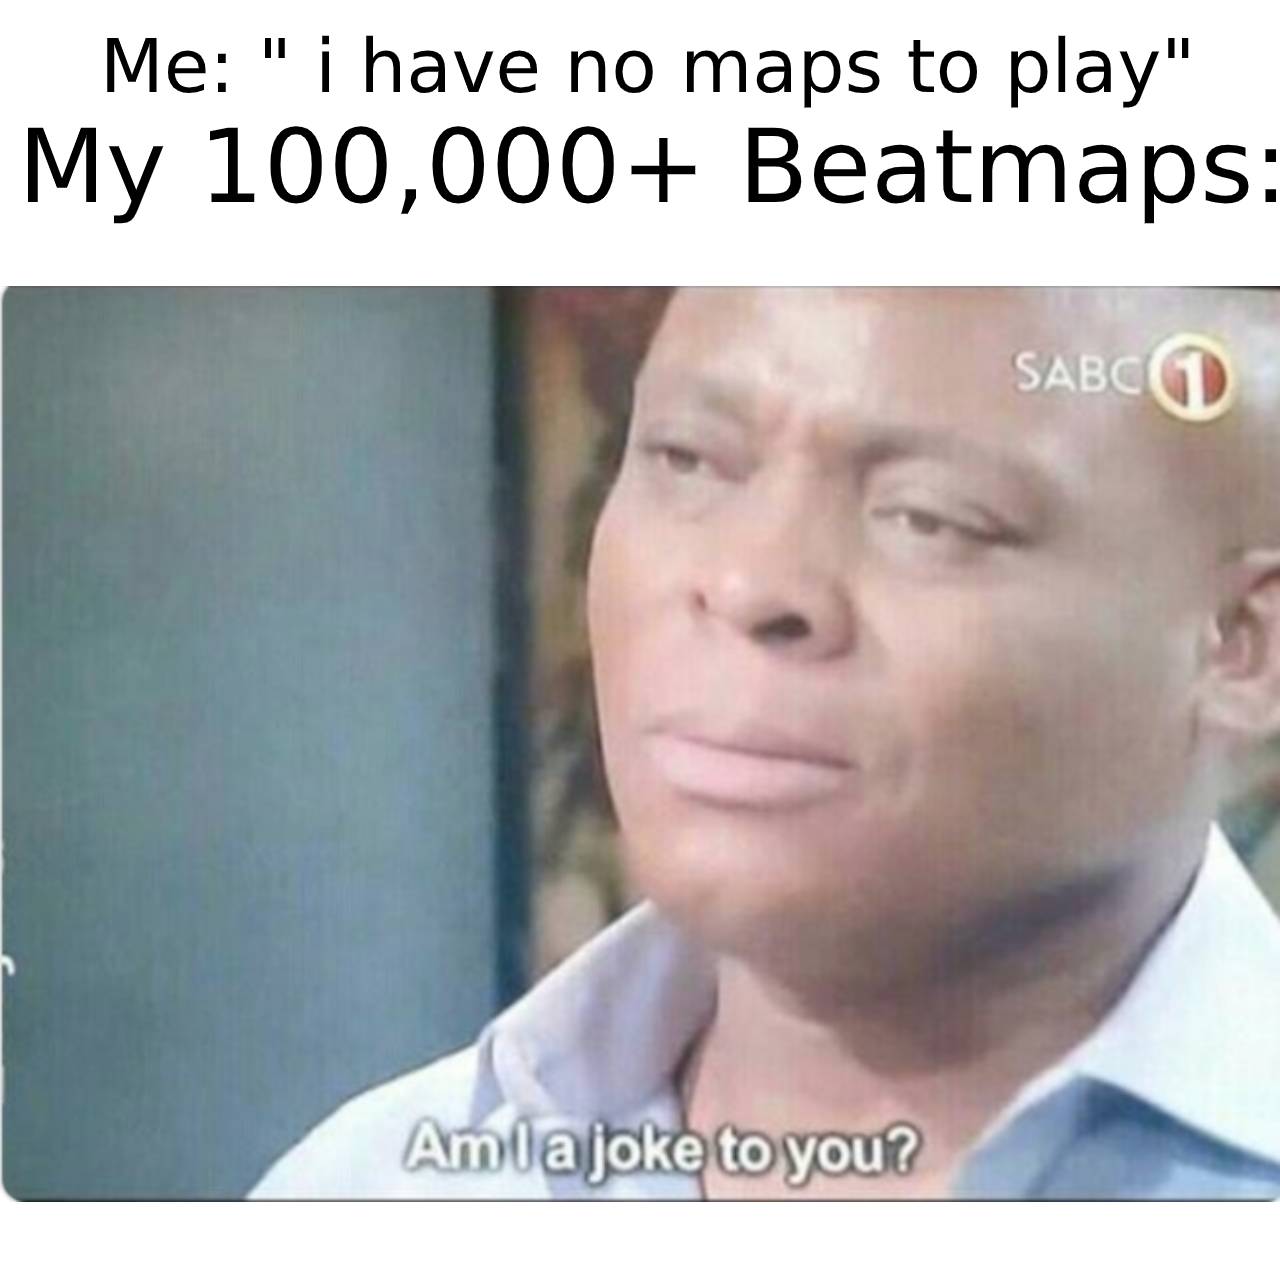 Me: " i have no maps to play"
My 100,000+ Beatmaps:
SABC 1
Am I a joke to you?